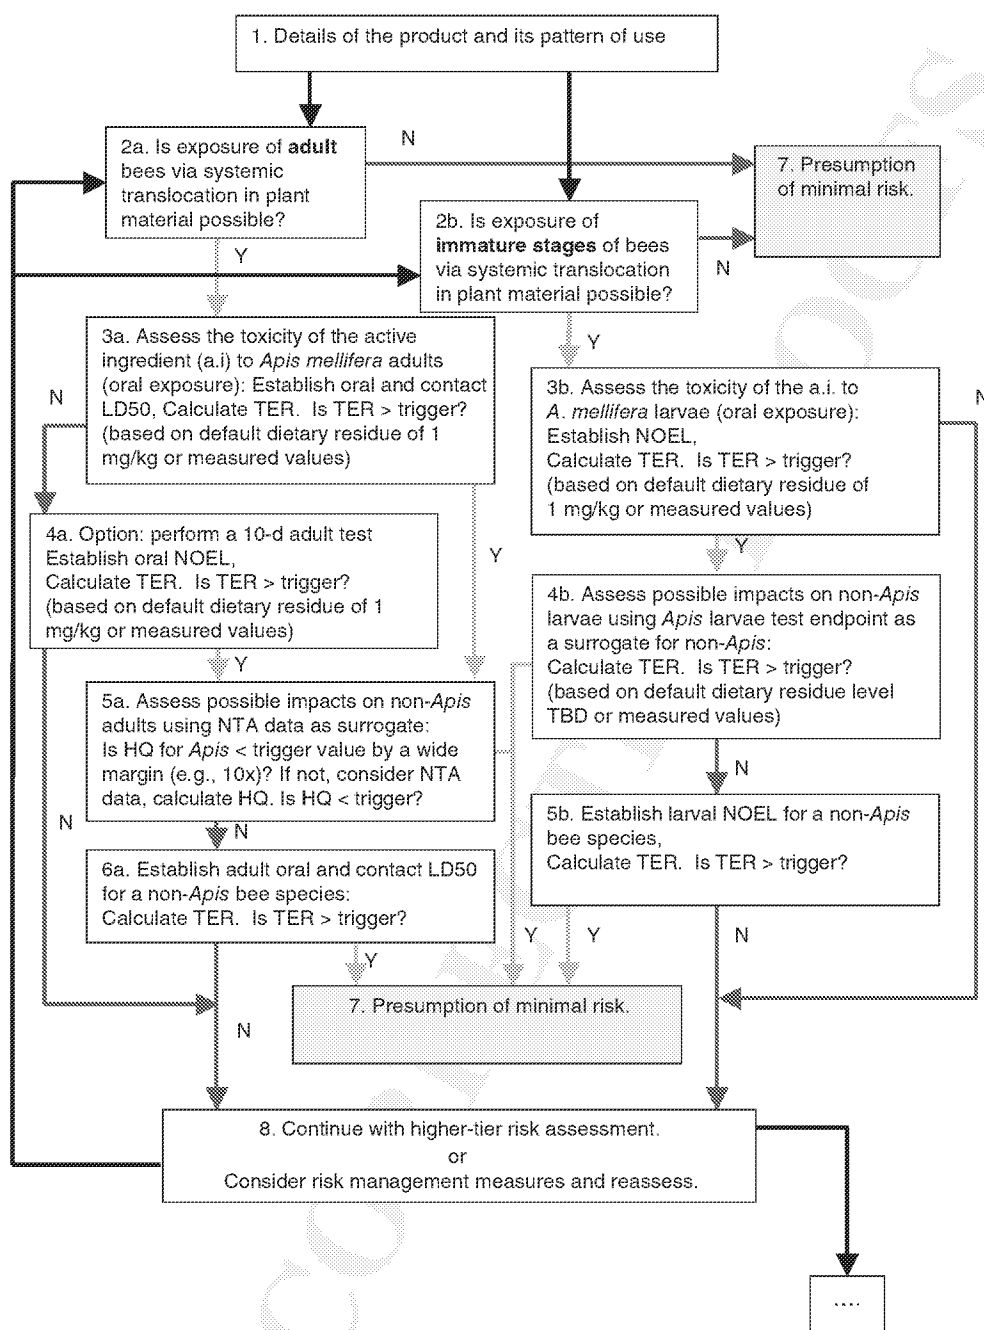 1. Details of the product and its pattern of use
2a. Is exposure of adult
bees via systemic
translocation in plant
material possible?
N
7. Presumption
of minimal risk.
2b. Is exposure of
immature stages of bees
via systemic translocation
in plant material possible?
N
Y
Y
3a. Assess the toxicity of the active
ingredient (a.i) to Apis mellifera adults
(oral exposure): Establish oral and contact
LD50, Calculate TER. Is TER > trigger?
(based on default dietary residue of 1
mg/kg or measured values)
N
3b. Assess the toxicity of the a.i. to
A. mellifera larvae (oral exposure):
Establish NOEL,
Calculate TER. Is TER > trigger?
(based on default dietary residue of
1 mg/kg or measured values)
N
4a. Option: perform a 10-d adult test
Establish oral NOEL,
Calculate TER. Is TER > trigger?
(based on default dietary residue of 1
mg/kg or measured values)
Y
Y
4b. Assess possible impacts on non-Apis
larvae using Apis larvae test endpoint as
a surrogate for non-Apis:
Calculate TER. Is TER > trigger?
(based on default dietary residue level
TBD or measured values)
Y
5a. Assess possible impacts on non-Apis
adults using NTA data as surrogate:
Is HQ for Apis < trigger value by a wide
margin (e.g., 10x)? If not, consider NTA
data, calculate HQ. Is HQ < trigger?
N
5b. Establish larval NOEL for a non-Apis
bee species,
Calculate TER. Is TER > trigger?
N
N
6a. Establish adult oral and contact LD50
for a non-Apis bee species:
Calculate TER. Is TER > trigger?
Y
Y
Y
N
7. Presumption of minimal risk.
N
8. Continue with higher-tier risk assessment.
or
Consider risk management measures and reassess.
....